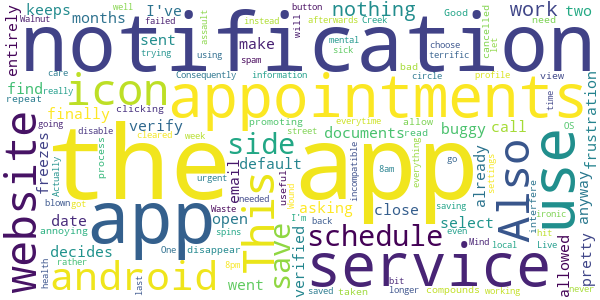 Walnut failed well assault button Creek Good choose will view terrific cancelled let
entirely keeps I've nothing work two
months sent instead afterwards need
notification
trying using mental sick spam make
Consequently information bad circle profile
icon appointments
find really care finally repeat going
promoting everytime allow time frustration
website freezes clicking verify side documents read buggy call OS
the app
Actually disable process week street default 8am incompatible everything go settings
cleared urgent email asking close saving already select interfere ironic hit anyway
app This save use Also
date blown got needed useful open I'm back even Mind local Live
annoying Waste verified
decides One spins disappear
schedule allowed pretty
android rather went
service
health last 8pm saved taken bit longer compounds working never